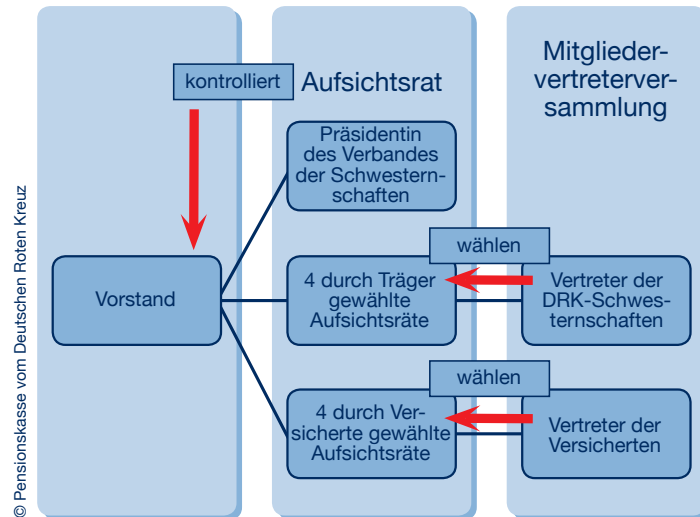 kontrolliert
Aufsichtsrat
Mitglieder-
vertreterver-
sammlung
Präsidentin
des Verbandes
der Schwestern-
schaften
wählen
Vorstand
4 durch Träger
gewählte
Aufsichtsräte
Vertreter der
DRK-Schwes-
ternschaften
wählen
4 durch Ver-
sicherte gewählte
Aufsichtsräte
Vertreter der
Versicherten
© Pensionskasse vom Deutschen Roten Kreuz